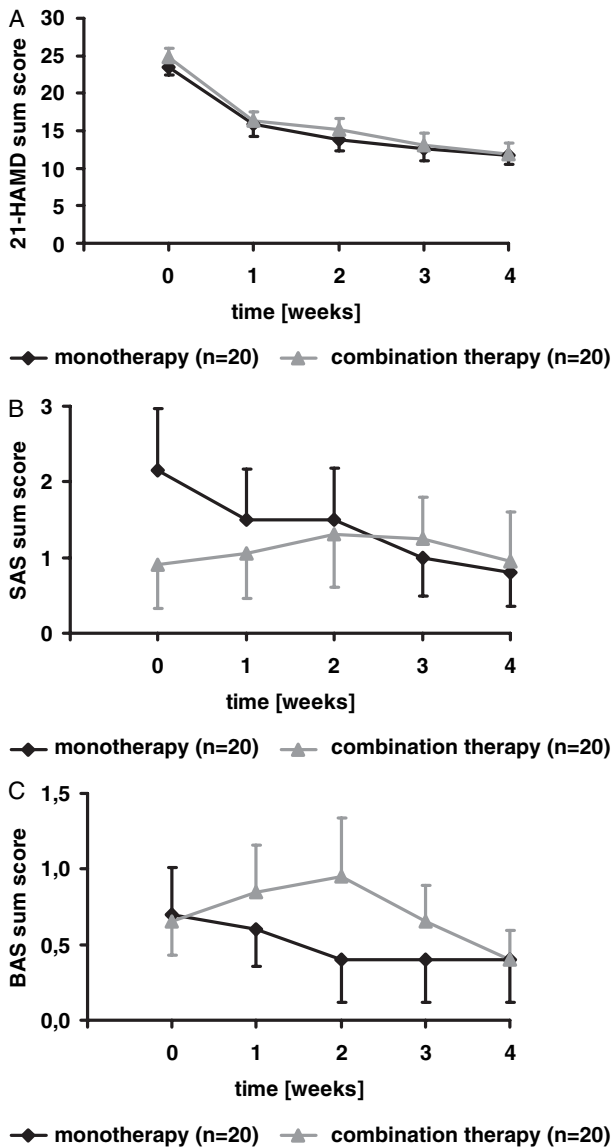 A
30
25
20
15
10
5
0
21-HAMD sum score
0 1 2 3 4
time [weeks]
monotherapy (n=20) combination therapy (n=20)
B
3
2
1
0
SAS sum score
0 1 2 3 4
time [weeks]
monotherapy (n=20) combination therapy (n=20)
C
1,5
1,0
0,5
0,0
BAS sum score
0 1 2 3 4
time [weeks]
monotherapy (n=20) combination therapy (n=20)